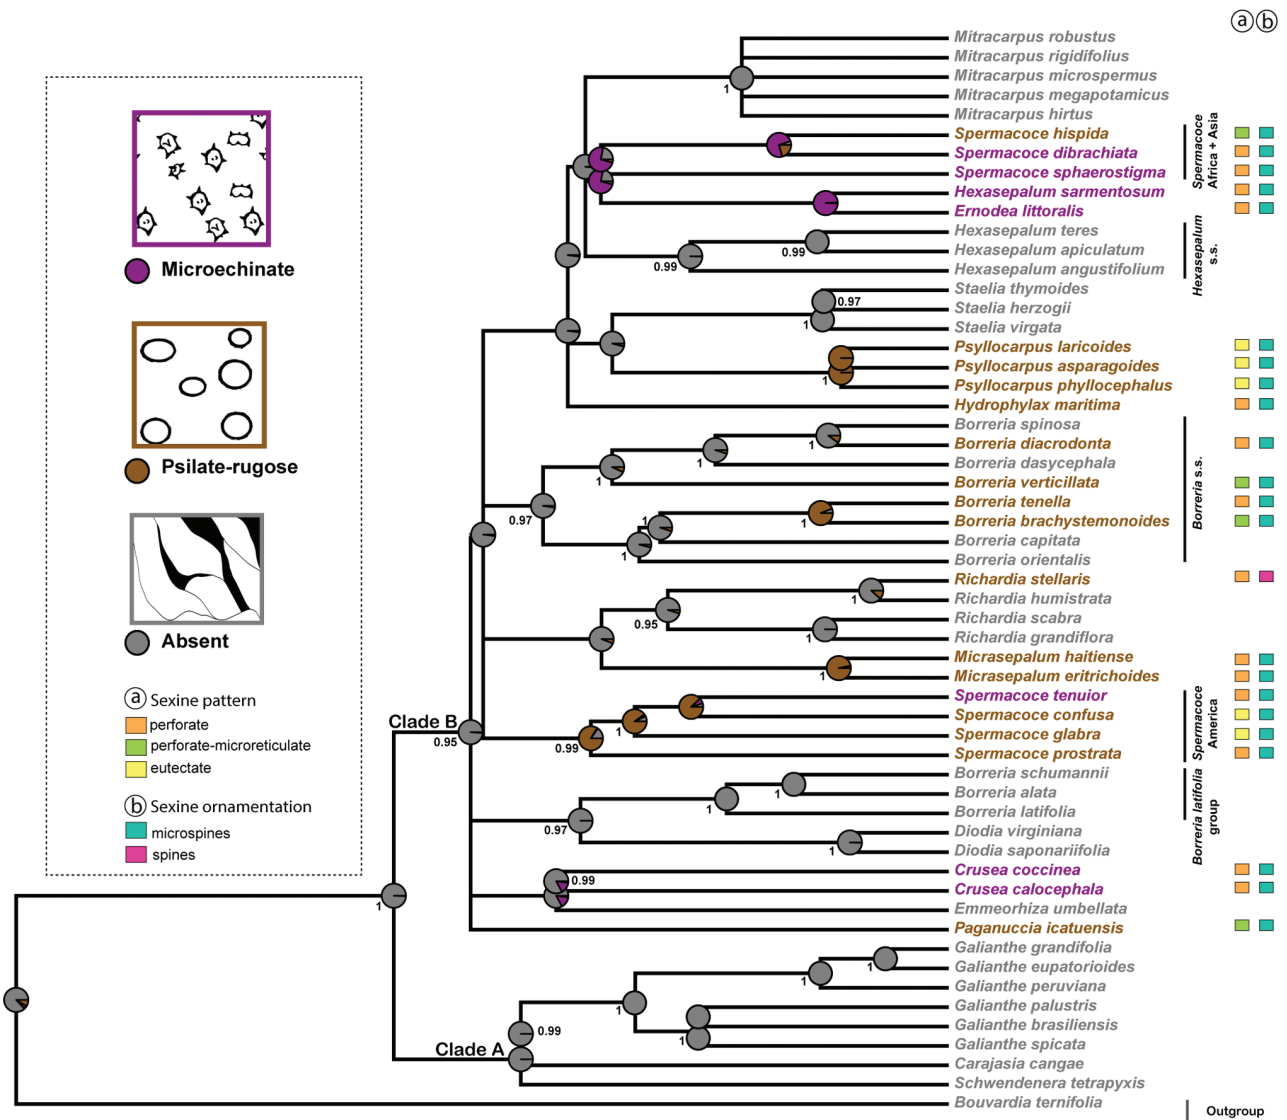 ⓐ ⓑ
Microechinate
Psilate-rugose
Absent
ⓐ Sexine pattern
perforate
perforate-microreticulate
eutectate
ⓑ Sexine ornamentation
microspines
spines
Mitracarpus robustus
Mitracarpus rigidifolius
Mitracarpus microspermus
1
Mitracarpus megapotamicus
Mitracarpus hirtus
Spermacoce hispida
Spermacoce dibrachiata
Spermacoce sphaerostigma
Hexasepalum sarmentosum
Ernodea littoralis
Spermacoce
Africa + Asia
Hexasepalum teres
Hexasepalum apiculatum
0.99
0.99
Hexasepalum angustifolium
Hexasepalum
s.s.
Staelia thymoides
0.97
Staelia herzogii
1
Staelia virgata
Psyllocarpus laricoides
Psyllocarpus asparagoides
1
Psyllocarpus phyllocephalus
Hydrophylax maritima
Borreria spinosa
1
Borreria diacrodonta
1
Borreria dasycephala
1
Borreria verticillata
Borreria tenella
0.97
1
1
Borreria brachystemonoides
Borreria capitata
1
Borreria orientalis
Borreria s.s.
Richardia stellaris
1
Richardia humistrata
Richardia scabra
0.95
1
Richardia grandiflora
Micrasepalum haitiense
1
Micrasepalum eritrichoides
Spermacoce tenuior
Spermacoce confusa
Clade B
1
Spermacoce glabra
0.95
0.99
Spermacoce prostrata
Spermacoce
America
Borreria schumannii
1
Borreria alata
1
Borreria latifolia
0.97
Diodia virginiana
1
Diodia saponariifolia
Borreria latifolia
group
Crusea coccinea
0.99
Crusea calocephala
1
Emmeorhiza umbellata
Paganuccia icatuensis
Galianthe grandifolia
1
Galianthe eupatorioides
1
Galianthe peruviana
1
Galianthe palustris
0.99
Galianthe brasiliensis
1
Galianthe spicata
Clade A
Carajasia cangae
Schwendenera tetrapyxis
Bouvardia ternifolia
Outgroup